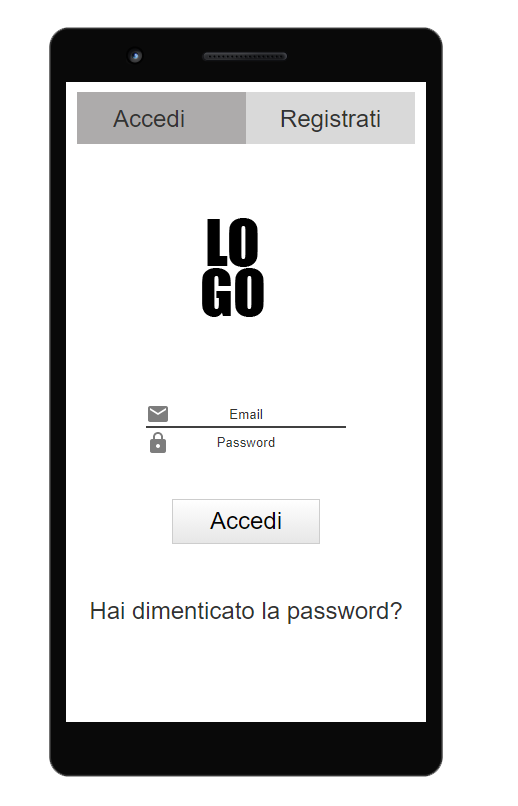 Accedi Registrati
LO
GO
Email
Password
Accedi
Hai dimenticato la password?